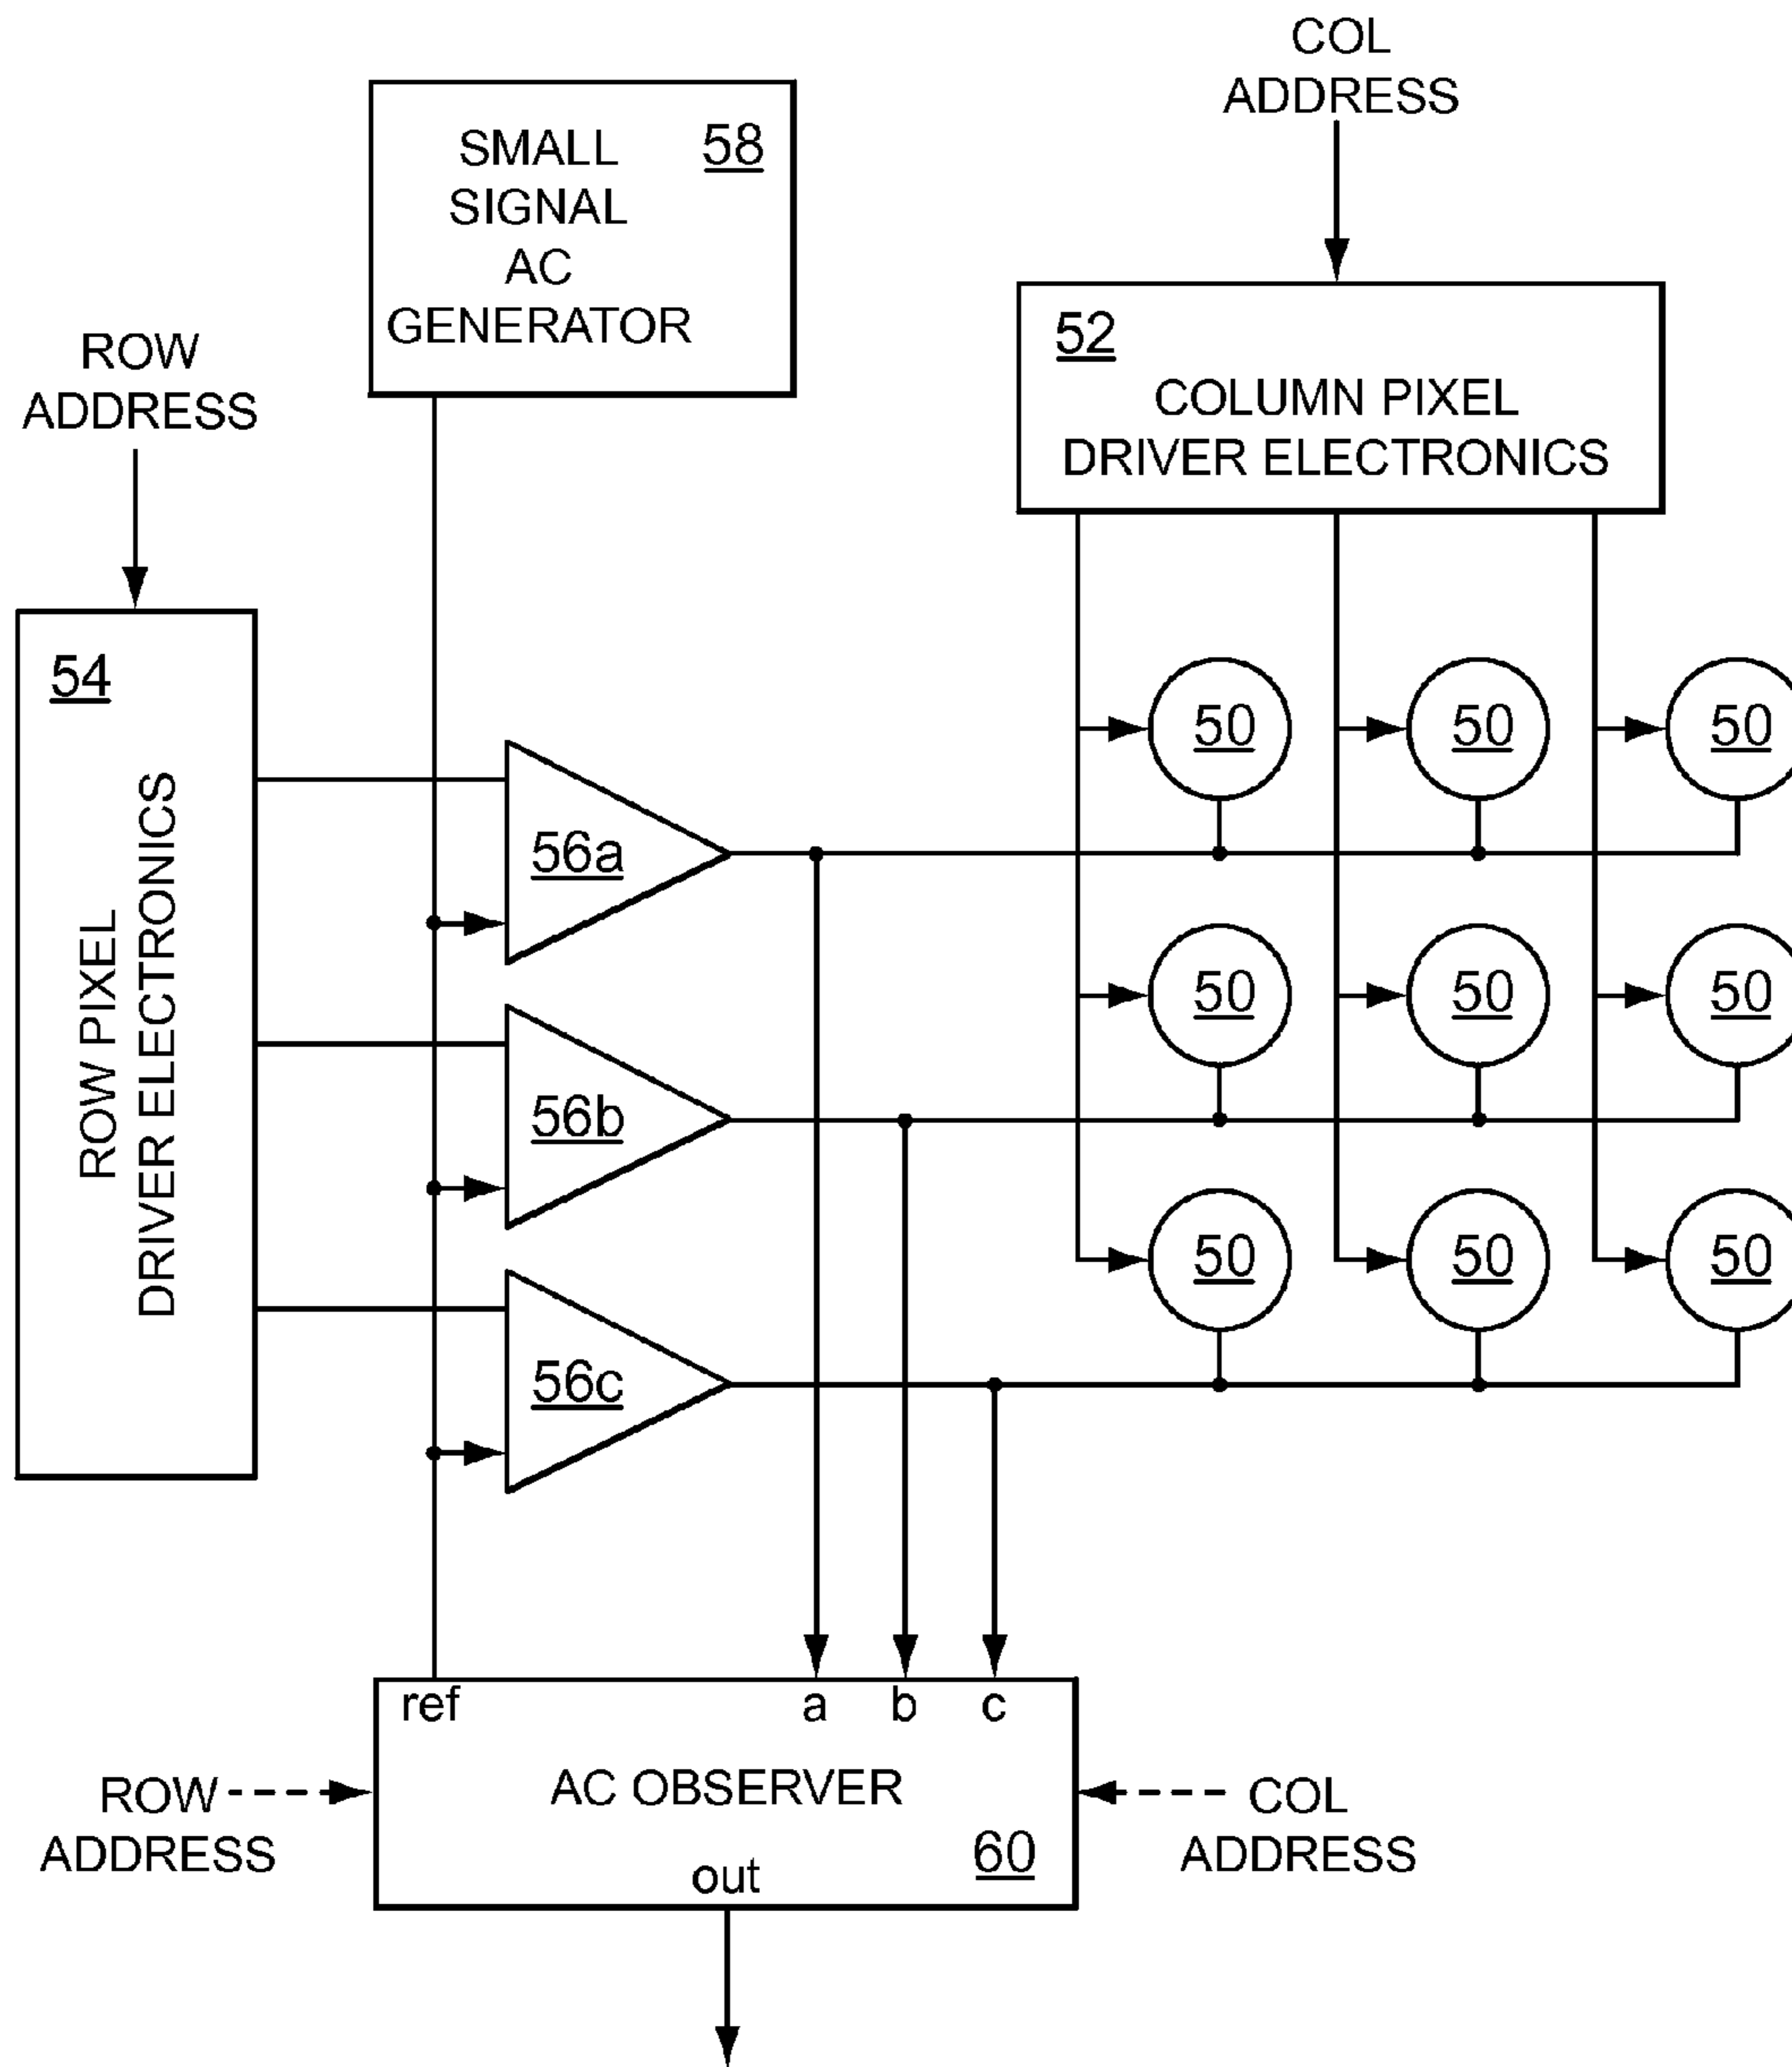 COL
ADDRESS
SMALL
SIGNAL
AC
GENERATOR
58
52
COLUMN PIXEL
DRIVER ELECTRONICS
ROW
ADDRESS
54
ROW PIXEL
DRIVER ELECTRONICS
50 50 50
56a
50 50 50
56b
50 50 50
56c
ref a b c
AC OBSERVER
60
out
ROW
ADDRESS
COL
ADDRESS